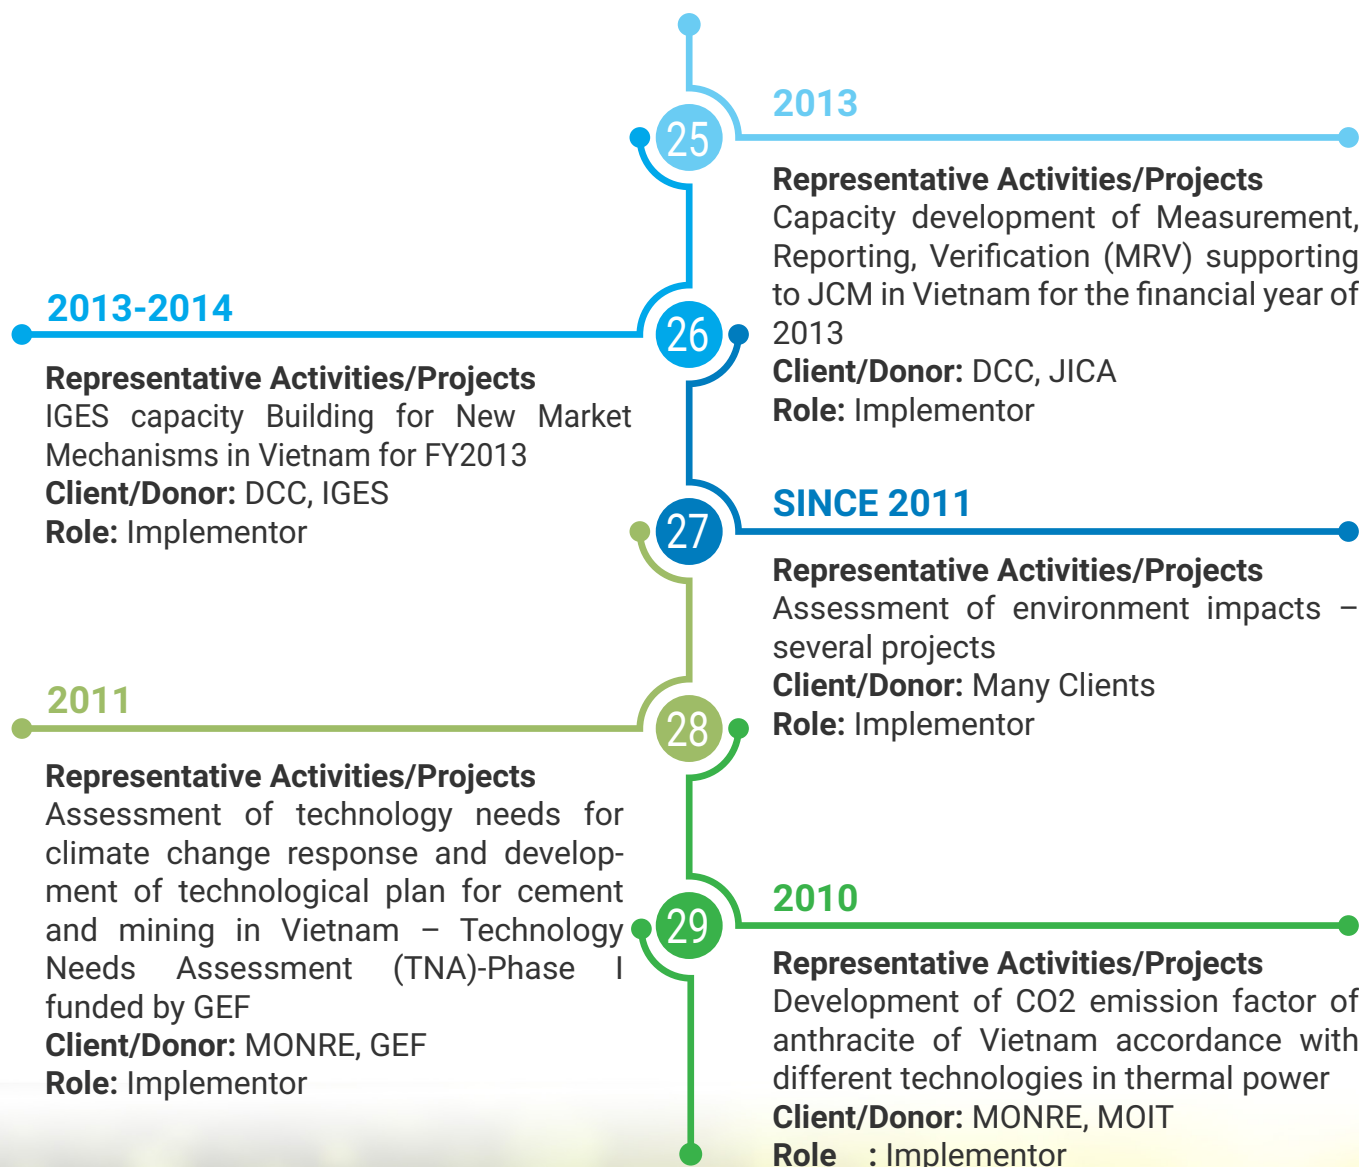 25
2013
Representative Activities/Projects
Capacity development of Measurement,
Reporting, Verification (MRV) supporting
to JCM in Vietnam for the financial year of
2013
Client/Donor: DCC, JICA
Role: Implementor
26
2013-2014
Representative Activities/Projects
IGES capacity Building for New Market
Mechanisms in Vietnam for FY2013
Client/Donor: DCC, IGES
Role: Implementor
27
SINCE 2011
Representative Activities/Projects
Assessment of environment impacts –
several projects
Client/Donor: Many Clients
Role: Implementor
28
2011
Representative Activities/Projects
Assessment of technology needs for
climate change response and develop-
ment of technological plan for cement
and mining in Vietnam – Technology
Needs Assessment (TNA)-Phase I
funded by GEF
Client/Donor: MONRE, GEF
Role: Implementor
29
2010
Representative Activities/Projects
Development of CO2 emission factor of
anthracite of Vietnam accordance with
different technologies in thermal power
Client/Donor: MONRE, MOIT
Role : Implementor